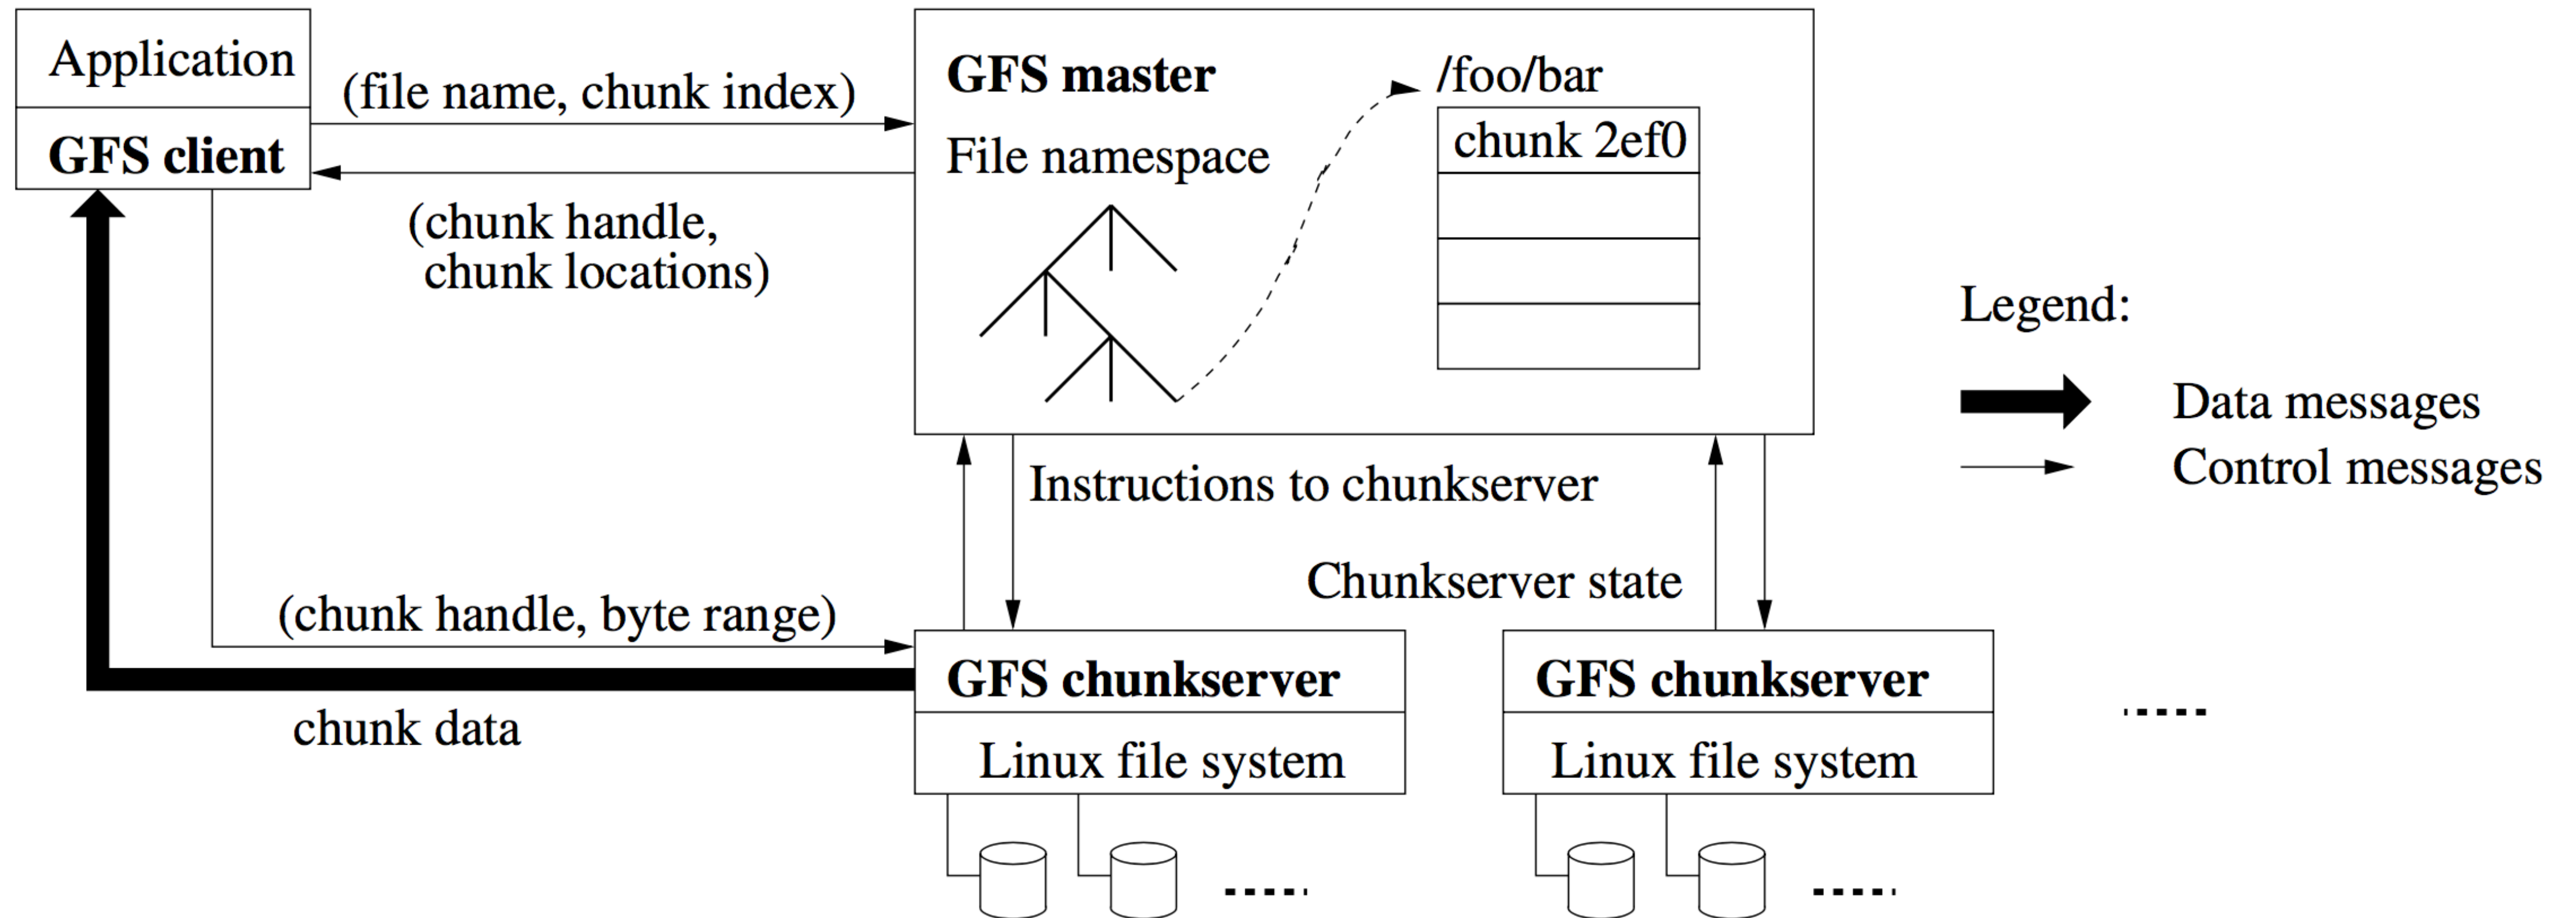 Application
GFS client
(file name, chunk index)
(chunk handle,
chunk locations)
GFS master
File namespace
/foo/bar
chunk 2ef0
Legend:
Data messages
Control messages
Instructions to chunkserver
Chunkserver state
(chunk handle, byte range)
chunk data
GFS chunkserver
Linux file system
GFS chunkserver
Linux file system